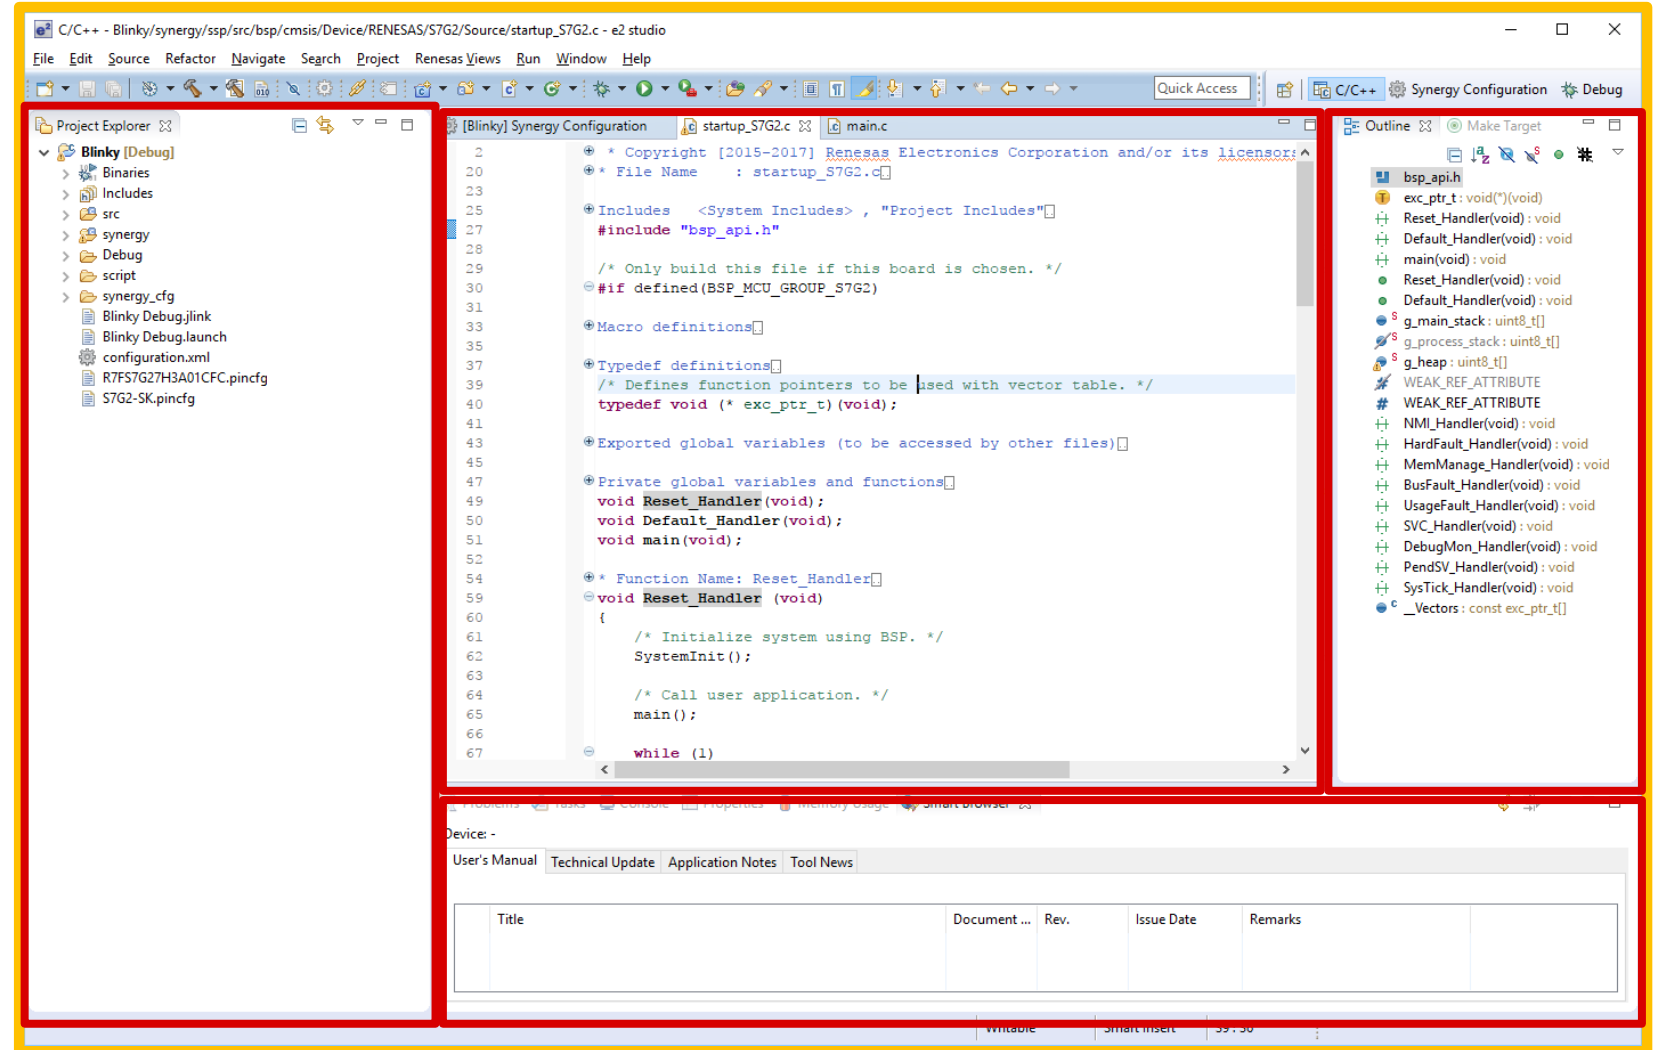 C/C++ - Blinky/synergy/ssp/src/bsp/cmsis/Device/RENESAS/S7G2/Source/startup_S7G2.c - e2 studio
File Edit Source Refactor Navigate Search Project Renesas Views Run Window Help
Quick Access C/C++ Synergy Configuration Debug
Project Explorer
Blinky [Debug]
Binaries
Includes
src
synergy
Debug
script
synergy_cfg
Blinky Debug.jlink
Blinky Debug.launch
configuration.xml
R7FS7G27H3A01CFC.pincfg
S7G2-SK.pincfg
[Blinky] Synergy Configuration startup_S7G2.c main.c
2 * Copyright [2015-2017] Renesas Electronics Corporation and/or its licensors
20 * File Name : startup_S7G2.c
23
25 Includes <System Includes> , "Project Includes"
27 #include "bsp_api.h"
28
29 /* Only build this file if this board is chosen. */
30 #if defined(BSP_MCU_GROUP_S7G2)
31
33 Macro definitions
35
37 Typedef definitions
39 /* Defines function pointers to be used with vector table. */
40 typedef void (* exc_ptr_t)(void);
41
43 Exported global variables (to be accessed by other files)
45
47 Private global variables and functions
49 void Reset_Handler(void);
50 void Default_Handler(void);
51 void main(void);
52
54 * Function Name: Reset_Handler
59 void Reset_Handler (void)
60 {
61 /* Initialize system using BSP. */
62 SystemInit();
63
64 /* Call user application. */
65 main();
66
67 while (1)
Outline Make Target
bsp_api.h
exc_ptr_t : void(*)(void)
Reset_Handler(void) : void
Default_Handler(void) : void
main(void) : void
Reset_Handler(void) : void
Default_Handler(void) : void
g_main_stack : uint8_t[]
g_process_stack : uint8_t[]
g_heap : uint8_t[]
WEAK_REF_ATTRIBUTE
WEAK_REF_ATTRIBUTE
NMI_Handler(void) : void
HardFault_Handler(void) : void
MemManage_Handler(void) : void
BusFault_Handler(void) : void
UsageFault_Handler(void) : void
SVC_Handler(void) : void
DebugMon_Handler(void) : void
PendSV_Handler(void) : void
SysTick_Handler(void) : void
__Vectors : const exc_ptr_t[]
Problems Tasks Console Properties Memory Usage Smart Browser
Device: -
User's Manual Technical Update Application Notes Tool News
Title Document ... Rev. Issue Date Remarks
Writable Smart Insert 39 : 36